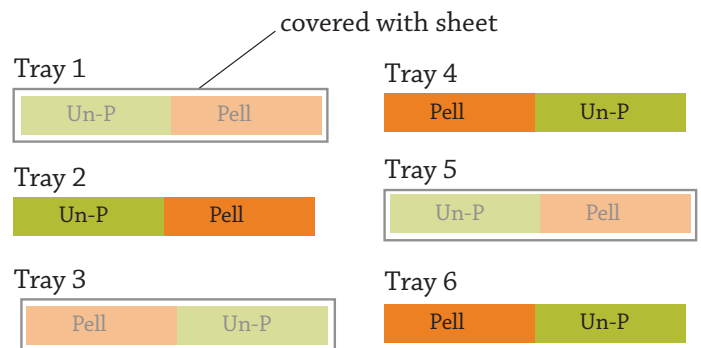 covered with sheet
Tray 1
Un-P Pell
Tray 2
Un-P Pell
Tray 3
Pell Un-P
Tray 4
Pell Un-P
Tray 5
Un-P Pell
Tray 6
Pell Un-P